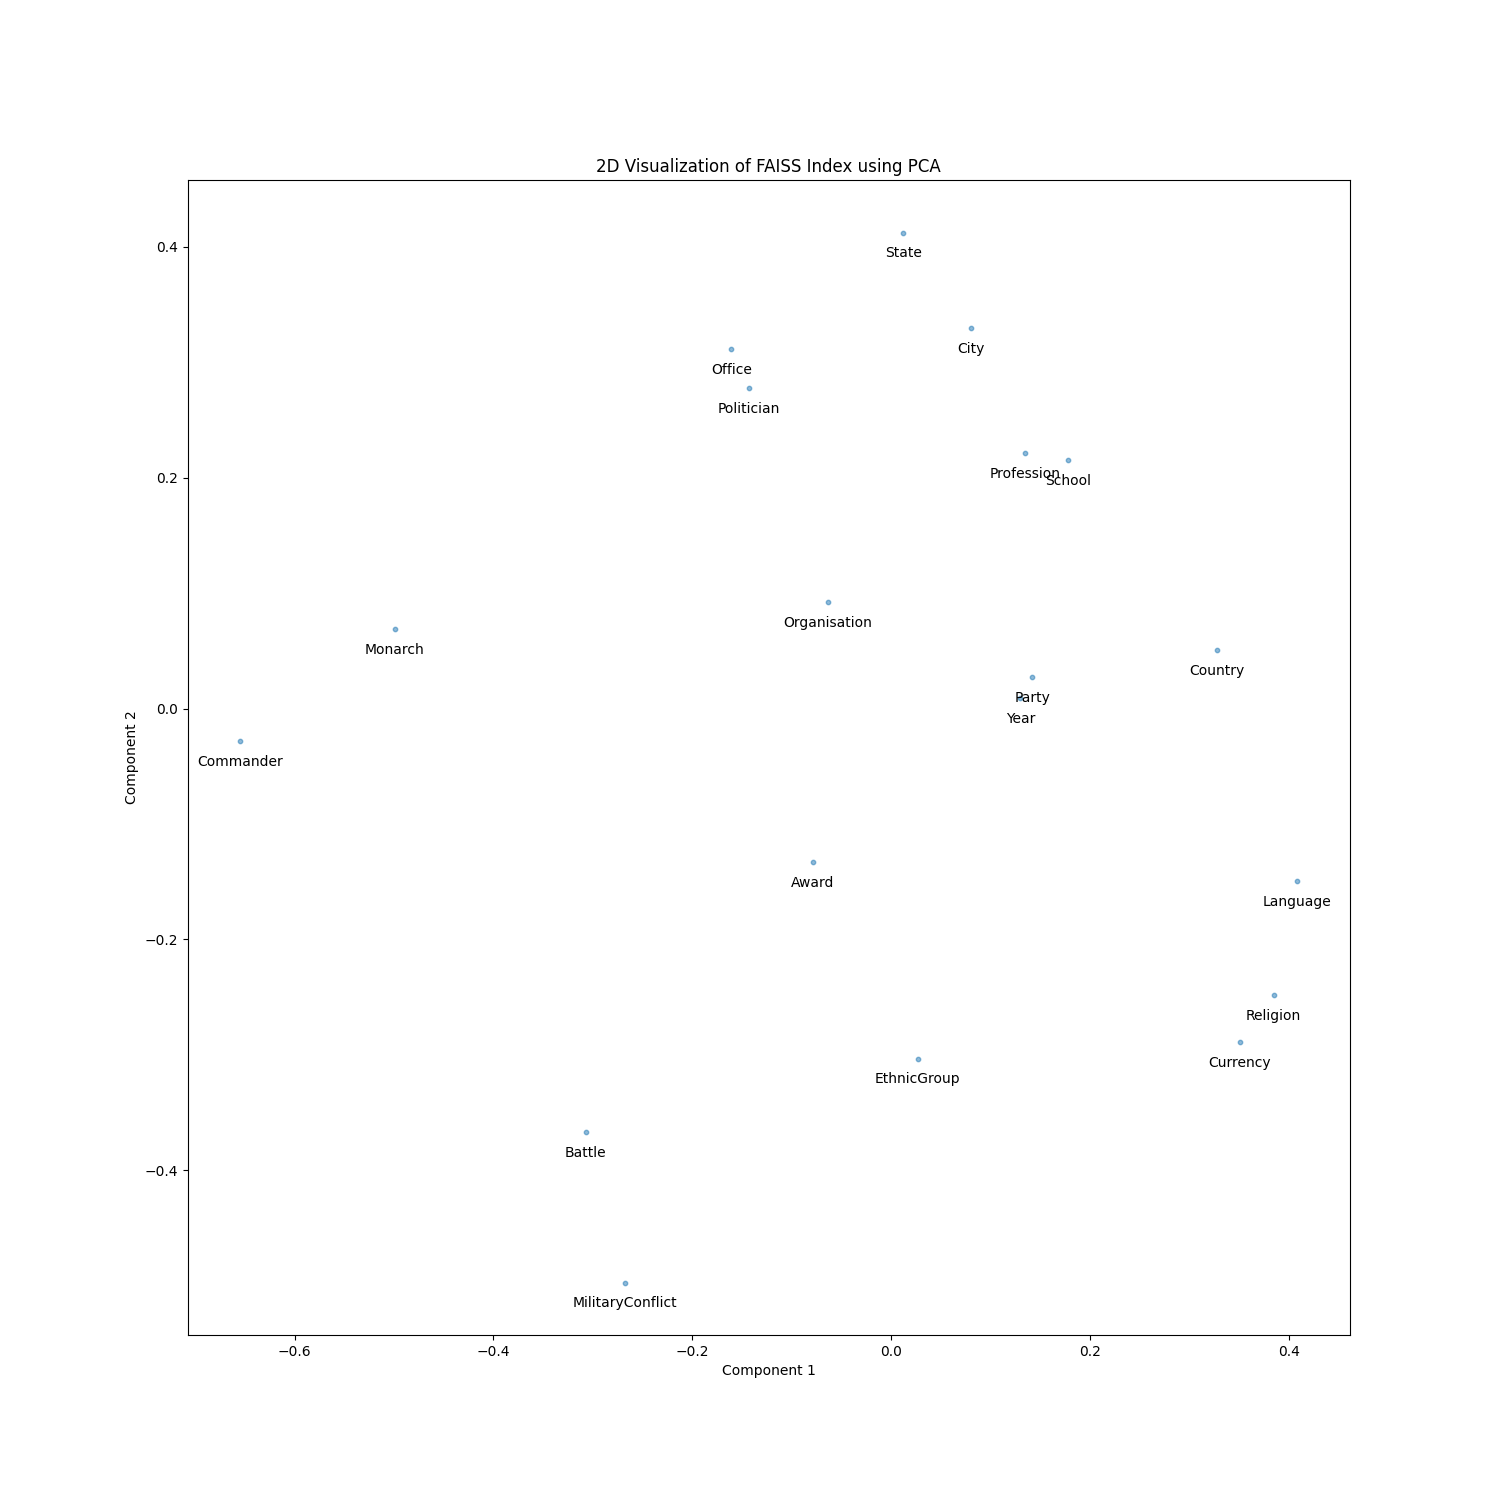 2D Visualization of FAISS Index using PCA
0.4
State
City
Office
Politician
0.2
Profession
School
Organisation
Monarch
Country
Party
0.0
Year
Component 2
Commander
Award
Language
−0.2
Religion
Currency
EthnicGroup
Battle
−0.4
MilitaryConflict
−0.6
−0.4
−0.2
0.0
0.2
0.4
Component 1